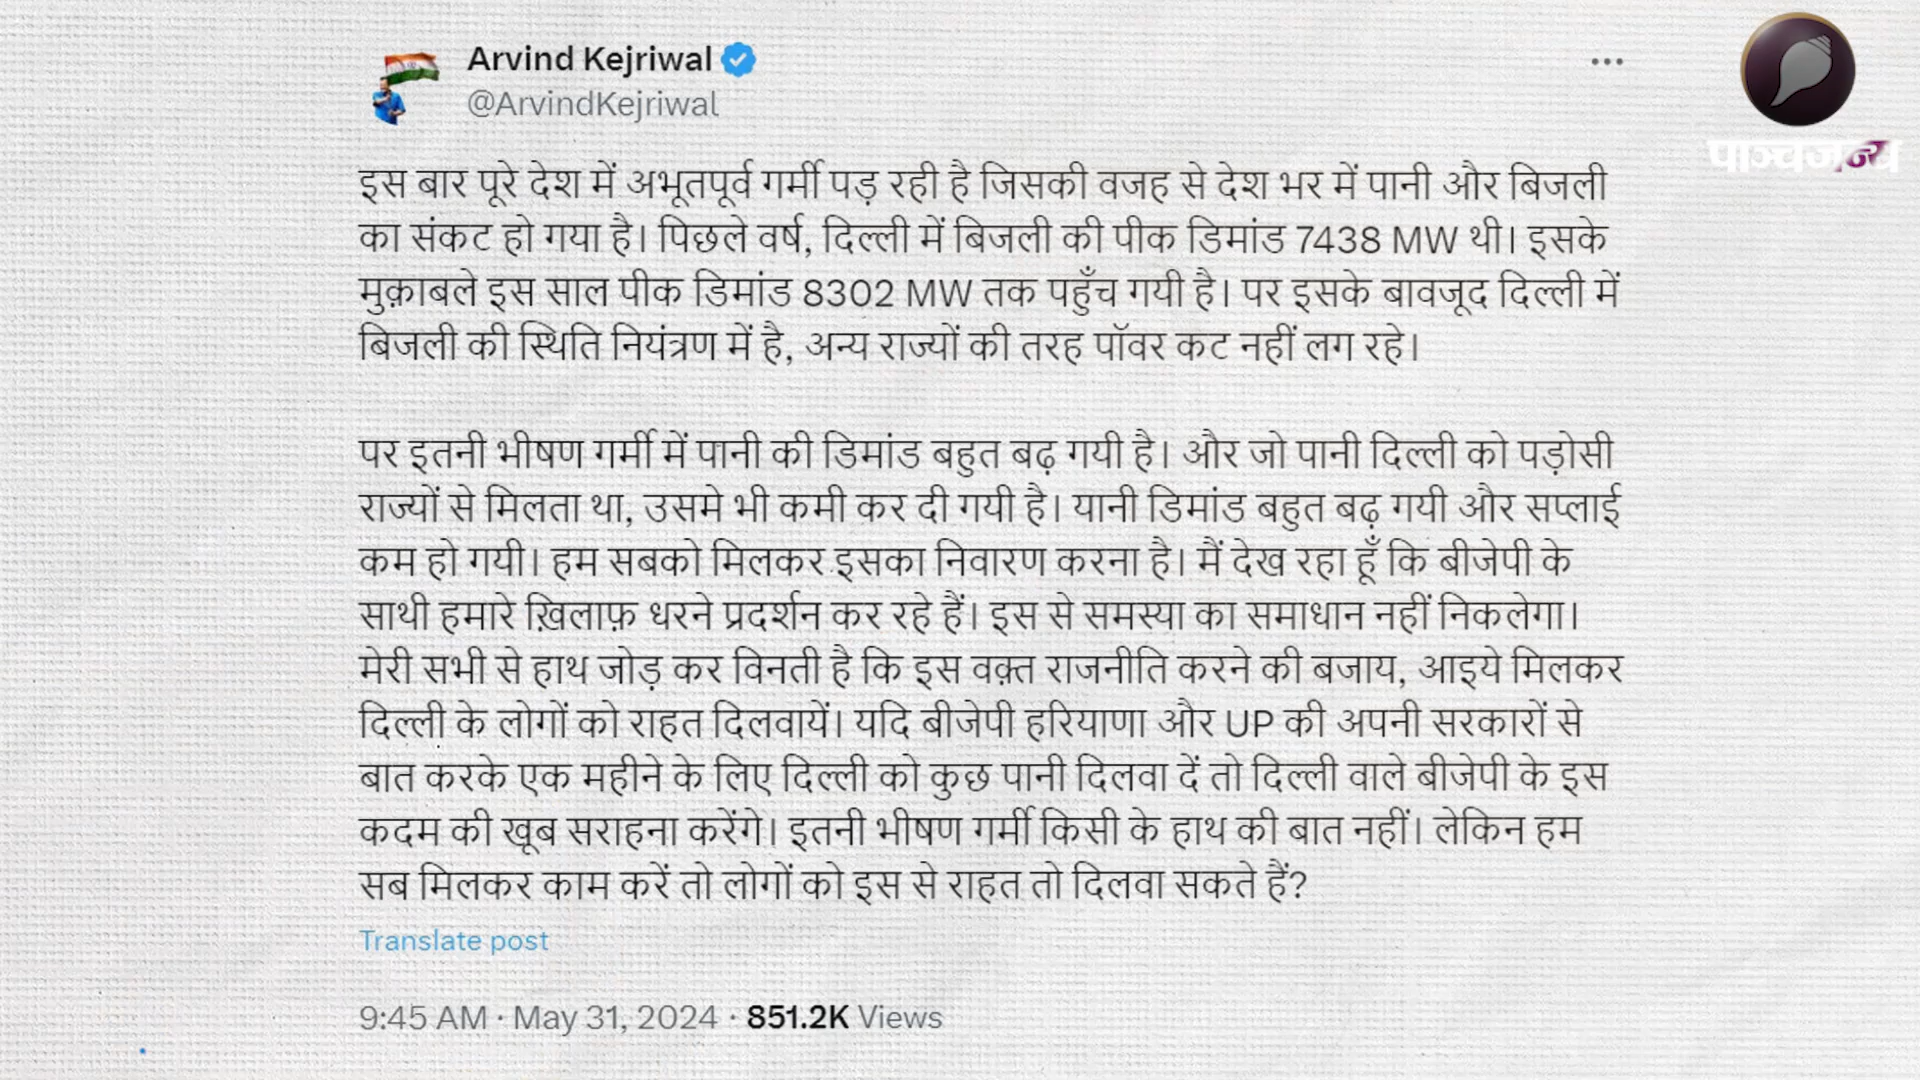 Arvind Kejriwal
@ArvindKejriwal
पाञ्चजन्य
इस बार पूरे देश में अभूतपूर्व गर्मी पड़ रही है जिसकी वजह से देश भर में पानी और बिजली
का संकट हो गया है। पिछले वर्ष, दिल्ली में बिजली की पीक डिमांड 7438 MW थी। इसके
मुक़ाबले इस साल पीक डिमांड 8302 MW तक पहुँच गयी है। पर इसके बावजूद दिल्ली में
बिजली की स्थिति नियंत्रण में है, अन्य राज्यों की तरह पॉवर कट नहीं लग रहे।
पर इतनी भीषण गर्मी में पानी की डिमांड बहुत बढ़ गयी है। और जो पानी दिल्ली को पड़ोसी
राज्यों से मिलता था, उसमे भी कमी कर दी गयी है। यानी डिमांड बहुत बढ़ गयी और सप्लाई
कम हो गयी। हम सबको मिलकर इसका निवारण करना है। मैं देख रहा हूँ कि बीजेपी के
साथी हमारे ख़िलाफ़ धरने प्रदर्शन कर रहे हैं। इस से समस्या का समाधान नहीं निकलेगा।
मेरी सभी से हाथ जोड़ कर विनती है कि इस वक़्त राजनीति करने की बजाय, आइये मिलकर
दिल्ली के लोगों को राहत दिलवायें। यदि बीजेपी हरियाणा और UP की अपनी सरकारों से
बात करके एक महीने के लिए दिल्ली को कुछ पानी दिलवा दें तो दिल्ली वाले बीजेपी के इस
कदम की खूब सराहना करेंगे। इतनी भीषण गर्मी किसी के हाथ की बात नहीं। लेकिन हम
सब मिलकर काम करें तो लोगों को इस से राहत तो दिलवा सकते हैं?
Translate post
9:45 AM · May 31, 2024 · 851.2K Views